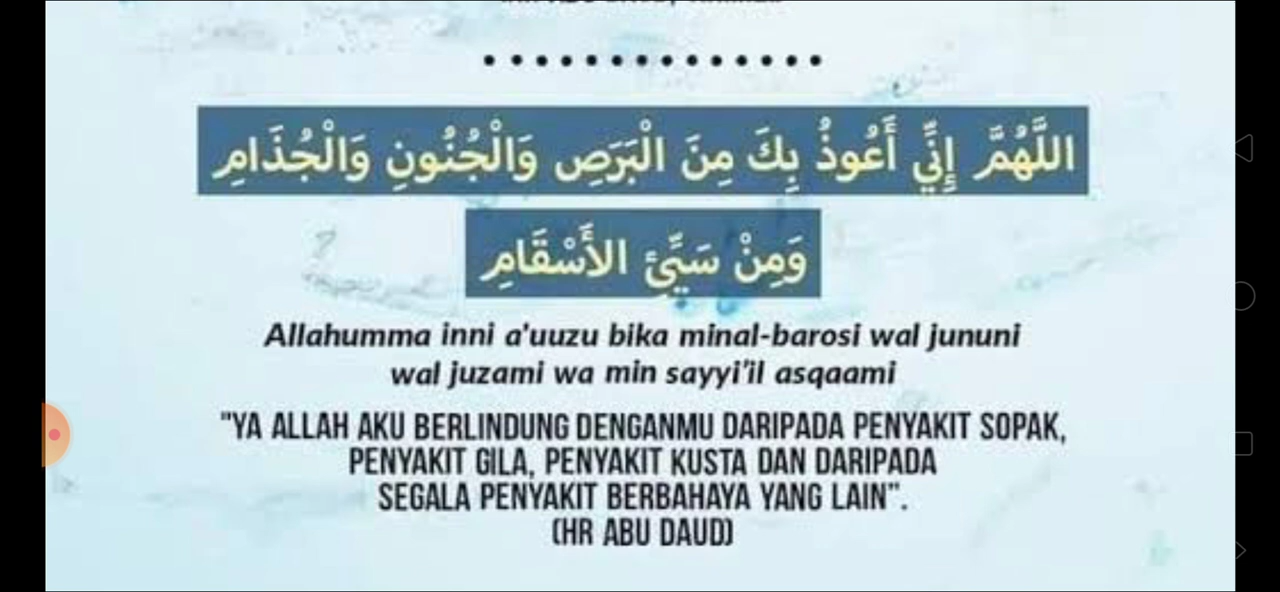 اللَّهُمَّ إِنِّي أَعُوذُ بِكَ مِنَ الْبَرَصِ وَالْجُنُونِ وَالْجُذَامِ
وَمِنْ سَيِّئِ الأَسْقَامِ
Allahumma inni a'uuzu bika minal-barosi wal jununi
wal juzami wa min sayyi'il asqaami
"YA ALLAH AKU BERLINDUNG DENGANMU DARIPADA PENYAKIT SOPAK,
PENYAKIT GILA, PENYAKIT KUSTA DAN DARIPADA
SEGALA PENYAKIT BERBAHAYA YANG LAIN".
(HR ABU DAUD)